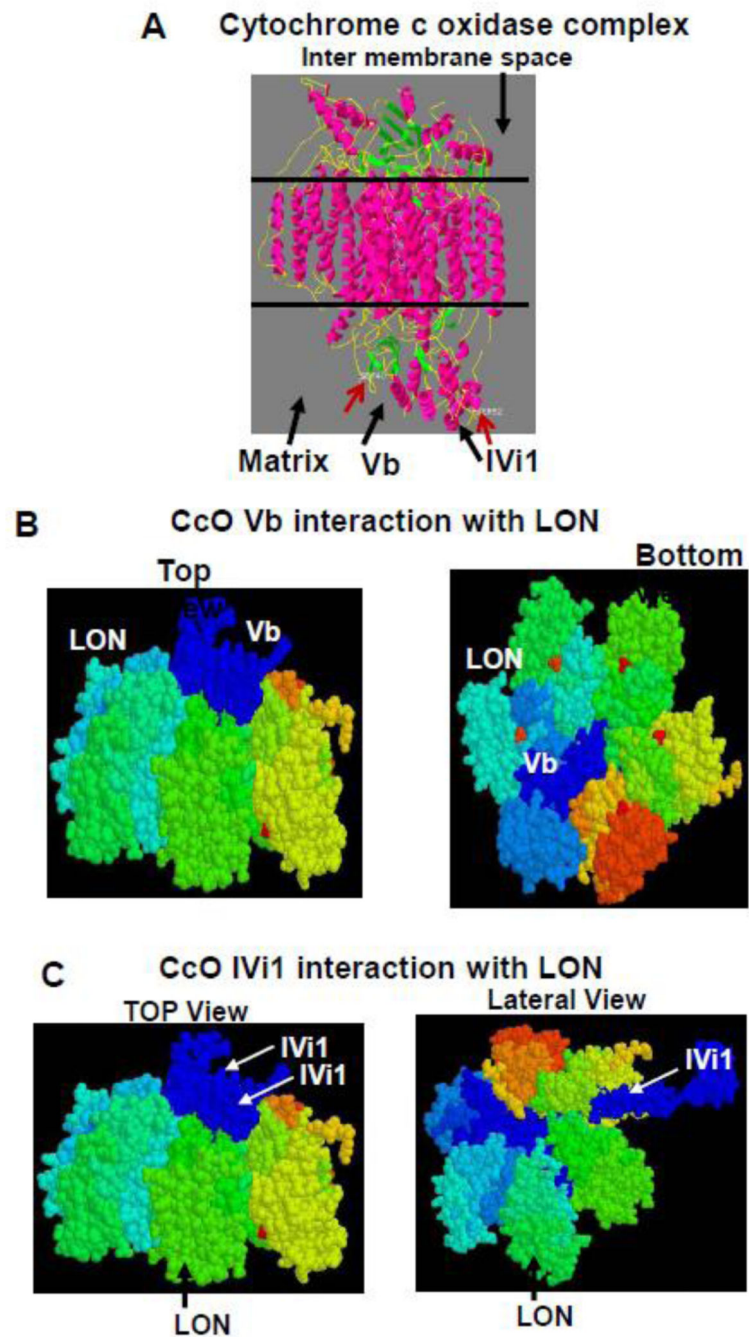 A Cytochrome c oxidase complex
Inter membrane space
Matrix Vb IVi1
B CcO Vb interaction with LON
Top Bottom
LON Vb
LON
Vb
C CcO IVi1 interaction with LON
TOP View Lateral View
IVi1
IVi1
IVi1
LON LON